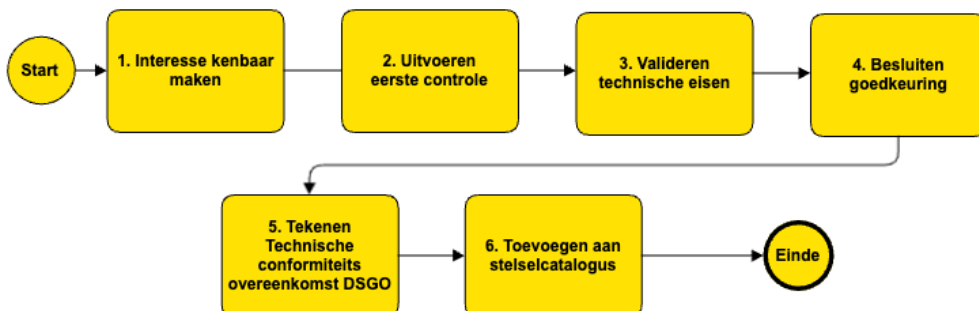 Start
1. Interesse kenbaar
maken
2. Uitvoeren
eerste controle
3. Valideren
technische eisen
4. Besluiten
goedkeuring
5. Tekenen
Technische
conformiteits
overeenkomst DSGO
6. Toevoegen aan
stelselcatalogus
Einde